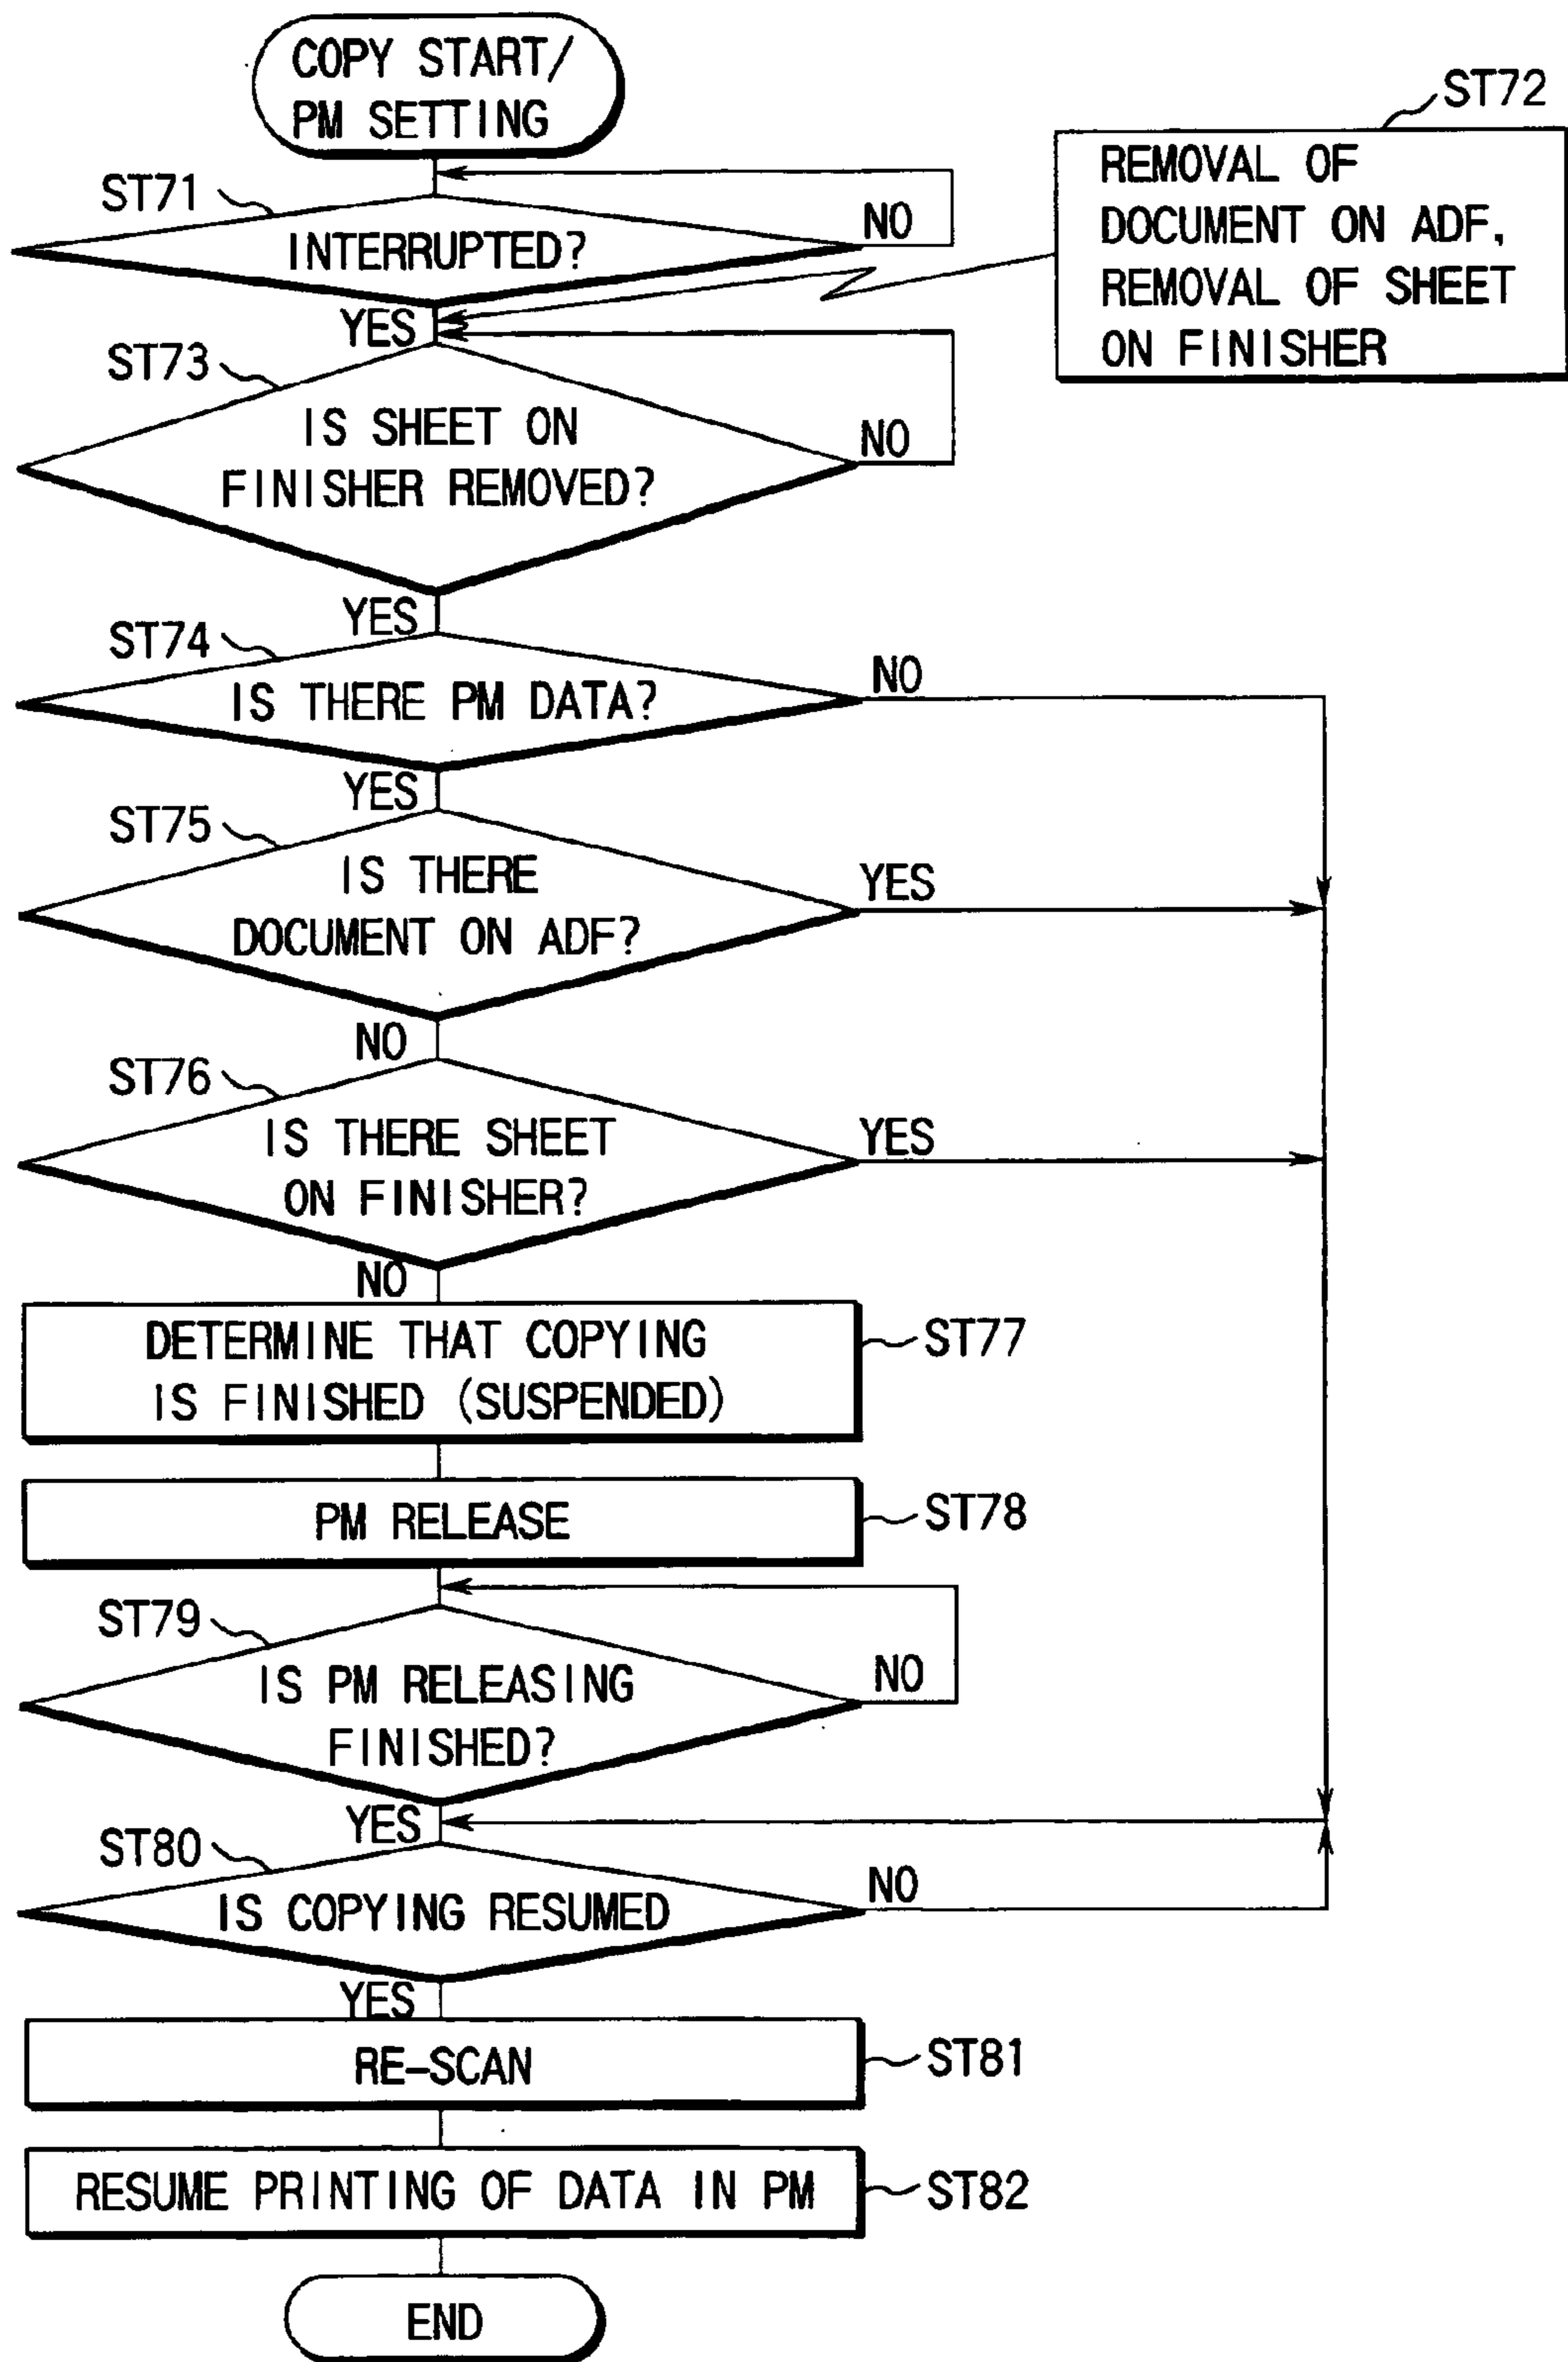 COPY START/
PM SETTING
ST72
REMOVAL OF
DOCUMENT ON ADF,
REMOVAL OF SHEET
ON FINISHER
ST71
INTERRUPTED?
NO
YES
ST73
IS SHEET ON
FINISHER REMOVED?
NO
YES
ST74
IS THERE PM DATA?
NO
YES
ST75
IS THERE
DOCUMENT ON ADF?
YES
NO
ST76
IS THERE SHEET
ON FINISHER?
YES
NO
DETERMINE THAT COPYING
IS FINISHED (SUSPENDED)
ST77
PM RELEASE
ST78
ST79
IS PM RELEASING
FINISHED?
NO
YES
ST80
IS COPYING RESUMED
NO
YES
RE-SCAN
ST81
RESUME PRINTING OF DATA IN PM
ST82
END